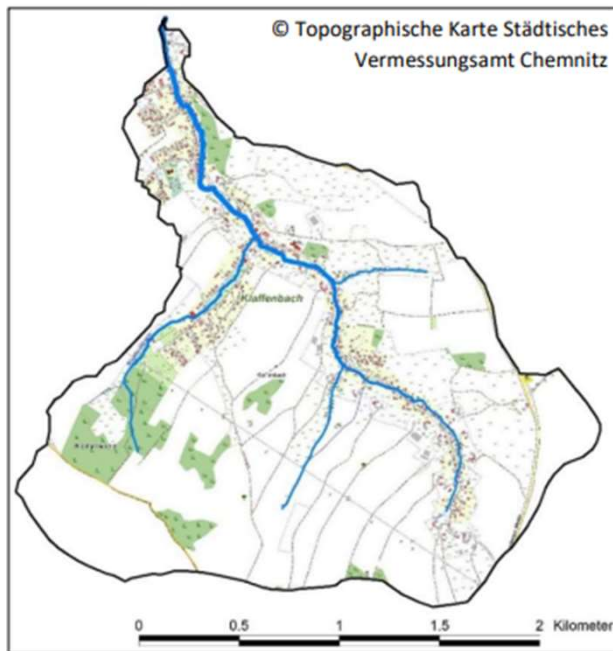 © Topographische Karte Städtisches
Vermessungsamt Chemnitz
Klaffenbach
0 0.5 1 1.5 2 Kilometer